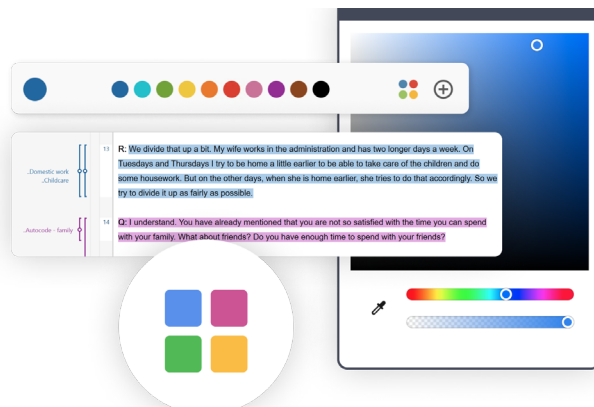 13 R: We divide that up a bit. My wife works in the administration and has two longer days a week. On
Tuesdays and Thursdays I try to be home a little earlier to be able to take care of the children and do
..Domestic work
some housework. But on the other days, when she is home earlier, she tries to do that accordingly. So we
..Childcare
try to divide it up as fairly as possible.
14 Q: I understand. You have already mentioned that you are not so satisfied with the time you can spend
..Autocode - family
with your family. What about friends? Do you have enough time to spend with your friends?